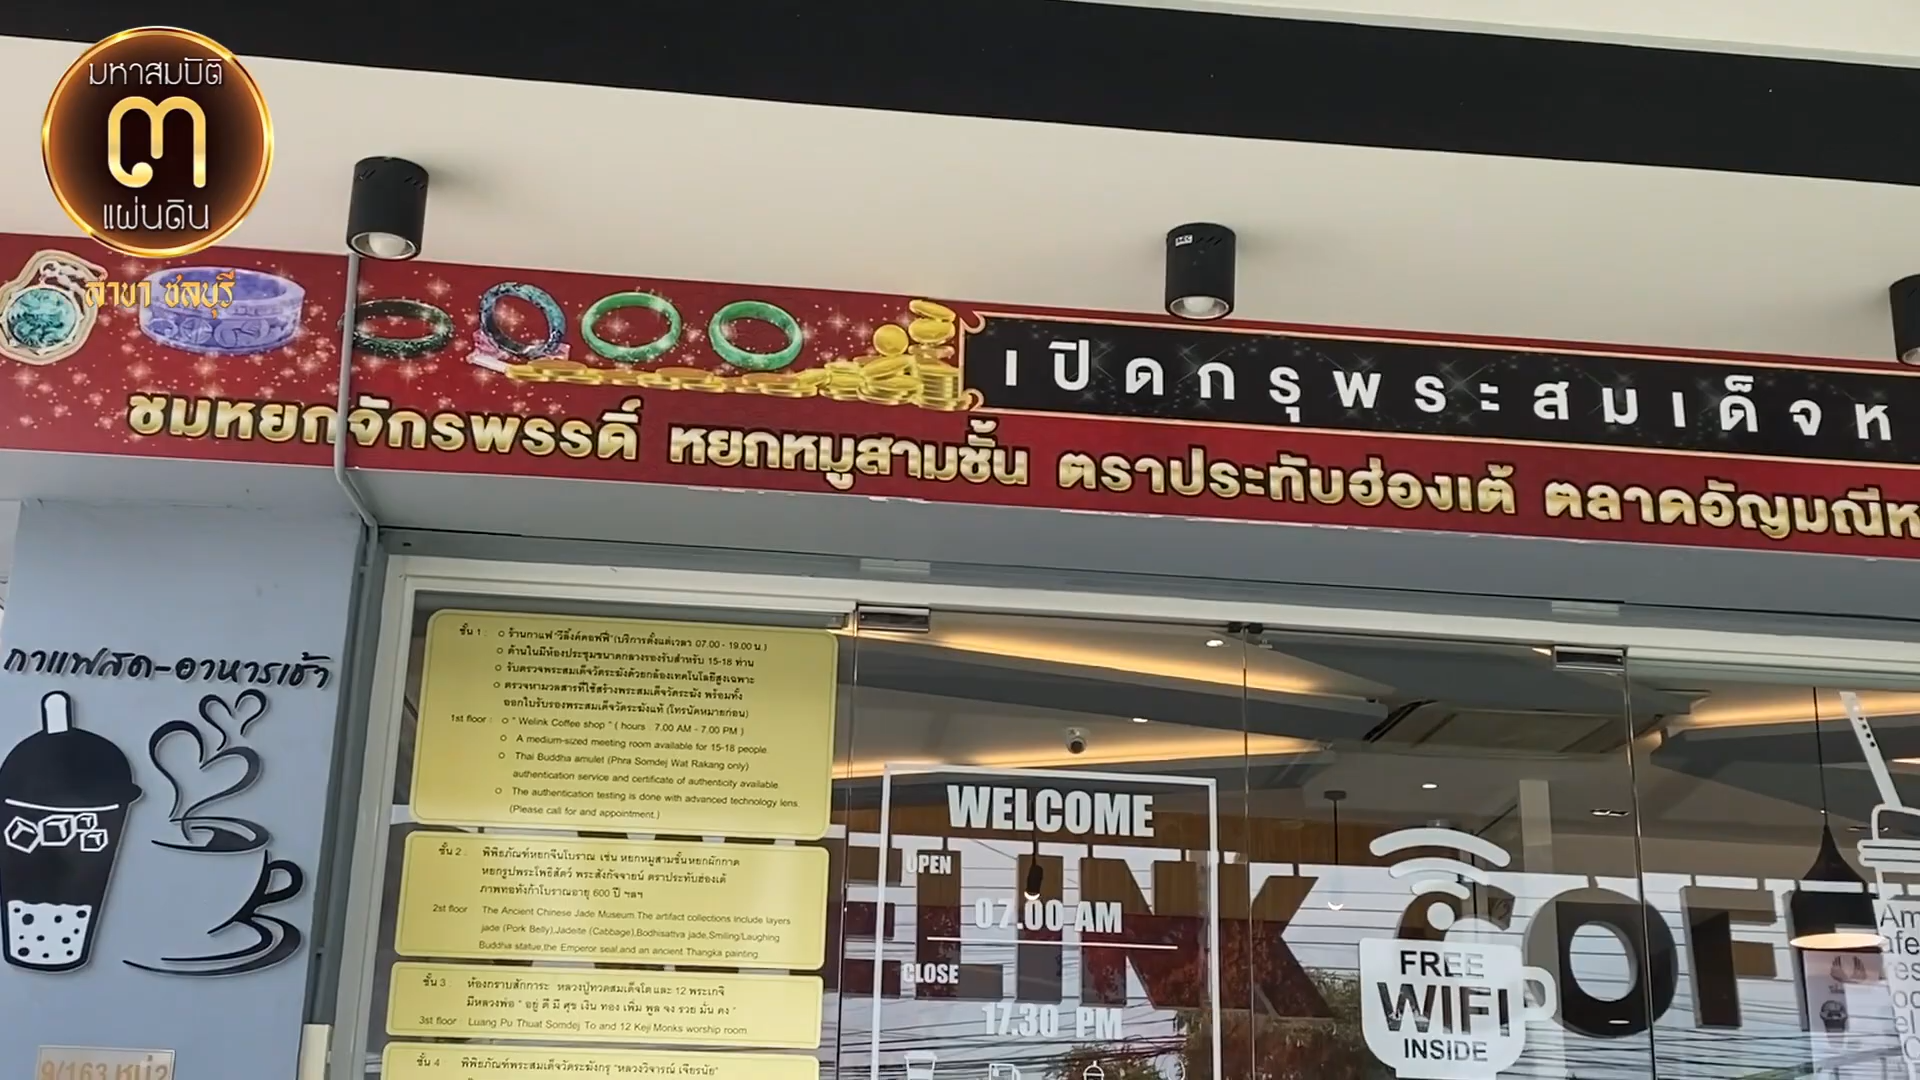 มหาสมบัติ
๓
แผ่นดิน
สาขา ชลบุรี
เปิดกรุพระสมเด็จห
ชมหยกจักรพรรดิ์ หยกหมูสามชั้น ตราประทับฮ่องเต้ ตลาดอัญมณีห
กาแฟสด-อาหารเช้า
9/163 หมู่2
ชั้น 1 : ร้านกาแฟ "วีลิ้งค์คอฟฟี่" (บริการตั้งแต่เวลา 07.00 - 19.00 น.)
ด้านในมีห้องประชุมขนาดกลางรองรับสำหรับ 15-18 ท่าน
รับตรวจพระสมเด็จวัดระฆังด้วยกล้องเทคโนโลยีสูงเฉพาะ
ตรวจหามวลสารที่ใช้สร้างพระสมเด็จวัดระฆัง พร้อมทั้ง
ออกใบรับรองพระสมเด็จวัดระฆังแท้ (โทรนัดหมายก่อน)
1st floor : " Welink Coffee shop " ( hours : 7.00 AM - 7.00 PM )
A medium-sized meeting room available for 15-18 people
Thai Buddha amulet (Phra Somdej Wat Rakang only)
authentication service and certificate of authenticity available.
The authentication testing is done with advanced technology lens.
(Please call for and appointment.)
ชั้น 2 : พิพิธภัณฑ์หยกจีนโบราณ เช่น หยกหมูสามชั้น หยกผักกาด
หยกรูปพระโพธิสัตว์ พระสังกัจจายน์ ตราประทับฮ่องเต้
ภาพทอทังก้าโบราณอายุ 600 ปี ฯลฯ
2st floor The Ancient Chinese Jade Museum.The artifact collections include layers
jade (Pork Belly),Jadeite (Cabbage),Bodhisattva jade,Smiling/Laughing
Buddha statue,the Emperor seal,and an ancient Thangka painting
ชั้น 3 : ห้องกราบสักการะ หลวงปู่ทวดสมเด็จโต และ 12 พระเกจิ
มีหลวงพ่อ " อยู่ ดี มี ศุข เงิน ทอง เพิ่ม พูล จง รวย มั่น คง "
3st floor : Luang Pu Thuat Somdej To and 12 Keji Monks worship room
ชั้น 4 : พิพิธภัณฑ์พระสมเด็จวัดระฆังกรุ "หลวงวิจารณ์ เจียรนัย"
WELCOME
OPEN
07.00 AM
CLOSE
17.30 PM
LINK COFF
FREE
WIFI
INSIDE